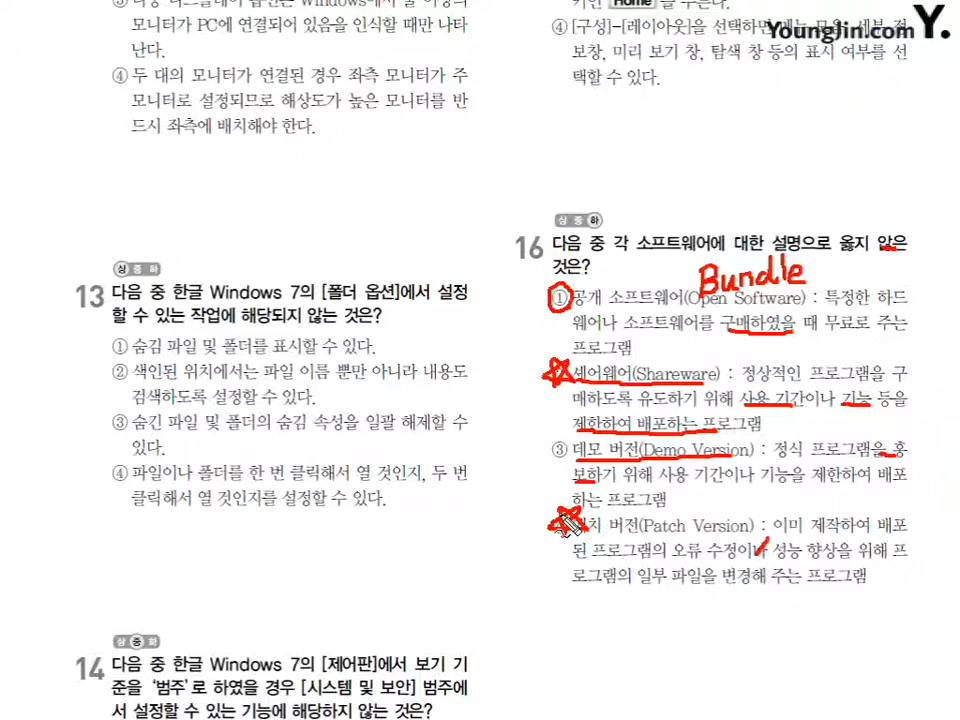 모니터가 PC에 연결되어 있음을 인식할 때만 나타
난다.
④ 두 대의 모니터가 연결된 경우 좌측 모니터가 주
모니터로 설정되므로 해상도가 높은 모니터를 반
드시 좌측에 배치해야 한다.
상 중 하
13 다음 중 한글 Windows 7의 [폴더 옵션]에서 설정
할 수 있는 작업에 해당되지 않는 것은?
① 숨김 파일 및 폴더를 표시할 수 있다.
② 색인된 위치에서는 파일 이름 뿐만 아니라 내용도
검색하도록 설정할 수 있다.
③ 숨긴 파일 및 폴더의 숨김 속성을 일괄 해제할 수
있다.
④ 파일이나 폴더를 한 번 클릭해서 열 것인지, 두 번
클릭해서 열 것인지를 설정할 수 있다.
상 중 하
14 다음 중 한글 Windows 7의 [제어판]에서 보기 기
준을 '범주'로 하였을 경우 [시스템 및 보안] 범주에
서 설정할 수 있는 기능에 해당하지 않는 것은?
Home
Youngjin.com Y.
④ [구성]-[레이아웃]을 선택하면
보창, 미리 보기 창, 탐색 창 등의 표시 여부를 선
택할 수 있다.
상 중 하
16 다음 중 각 소프트웨어에 대한 설명으로 옳지 않은
것은?
Bundle
① 공개 소프트웨어(Open Software) : 특정한 하드
웨어나 소프트웨어를 구매하였을 때 무료로 주는
프로그램
셰어웨어(Shareware) : 정상적인 프로그램을 구
매하도록 유도하기 위해 사용 기간이나 기능 등을
제한하여 배포하는 프로그램
③ 데모 버전(Demo Version) : 정식 프로그램을 홍
보하기 위해 사용 기간이나 기능을 제한하여 배포
하는 프로그램
패치 버전(Patch Version) : 이미 제작하여 배포
된 프로그램의 오류 수정이나 성능 향상을 위해 프
로그램의 일부 파일을 변경해 주는 프로그램